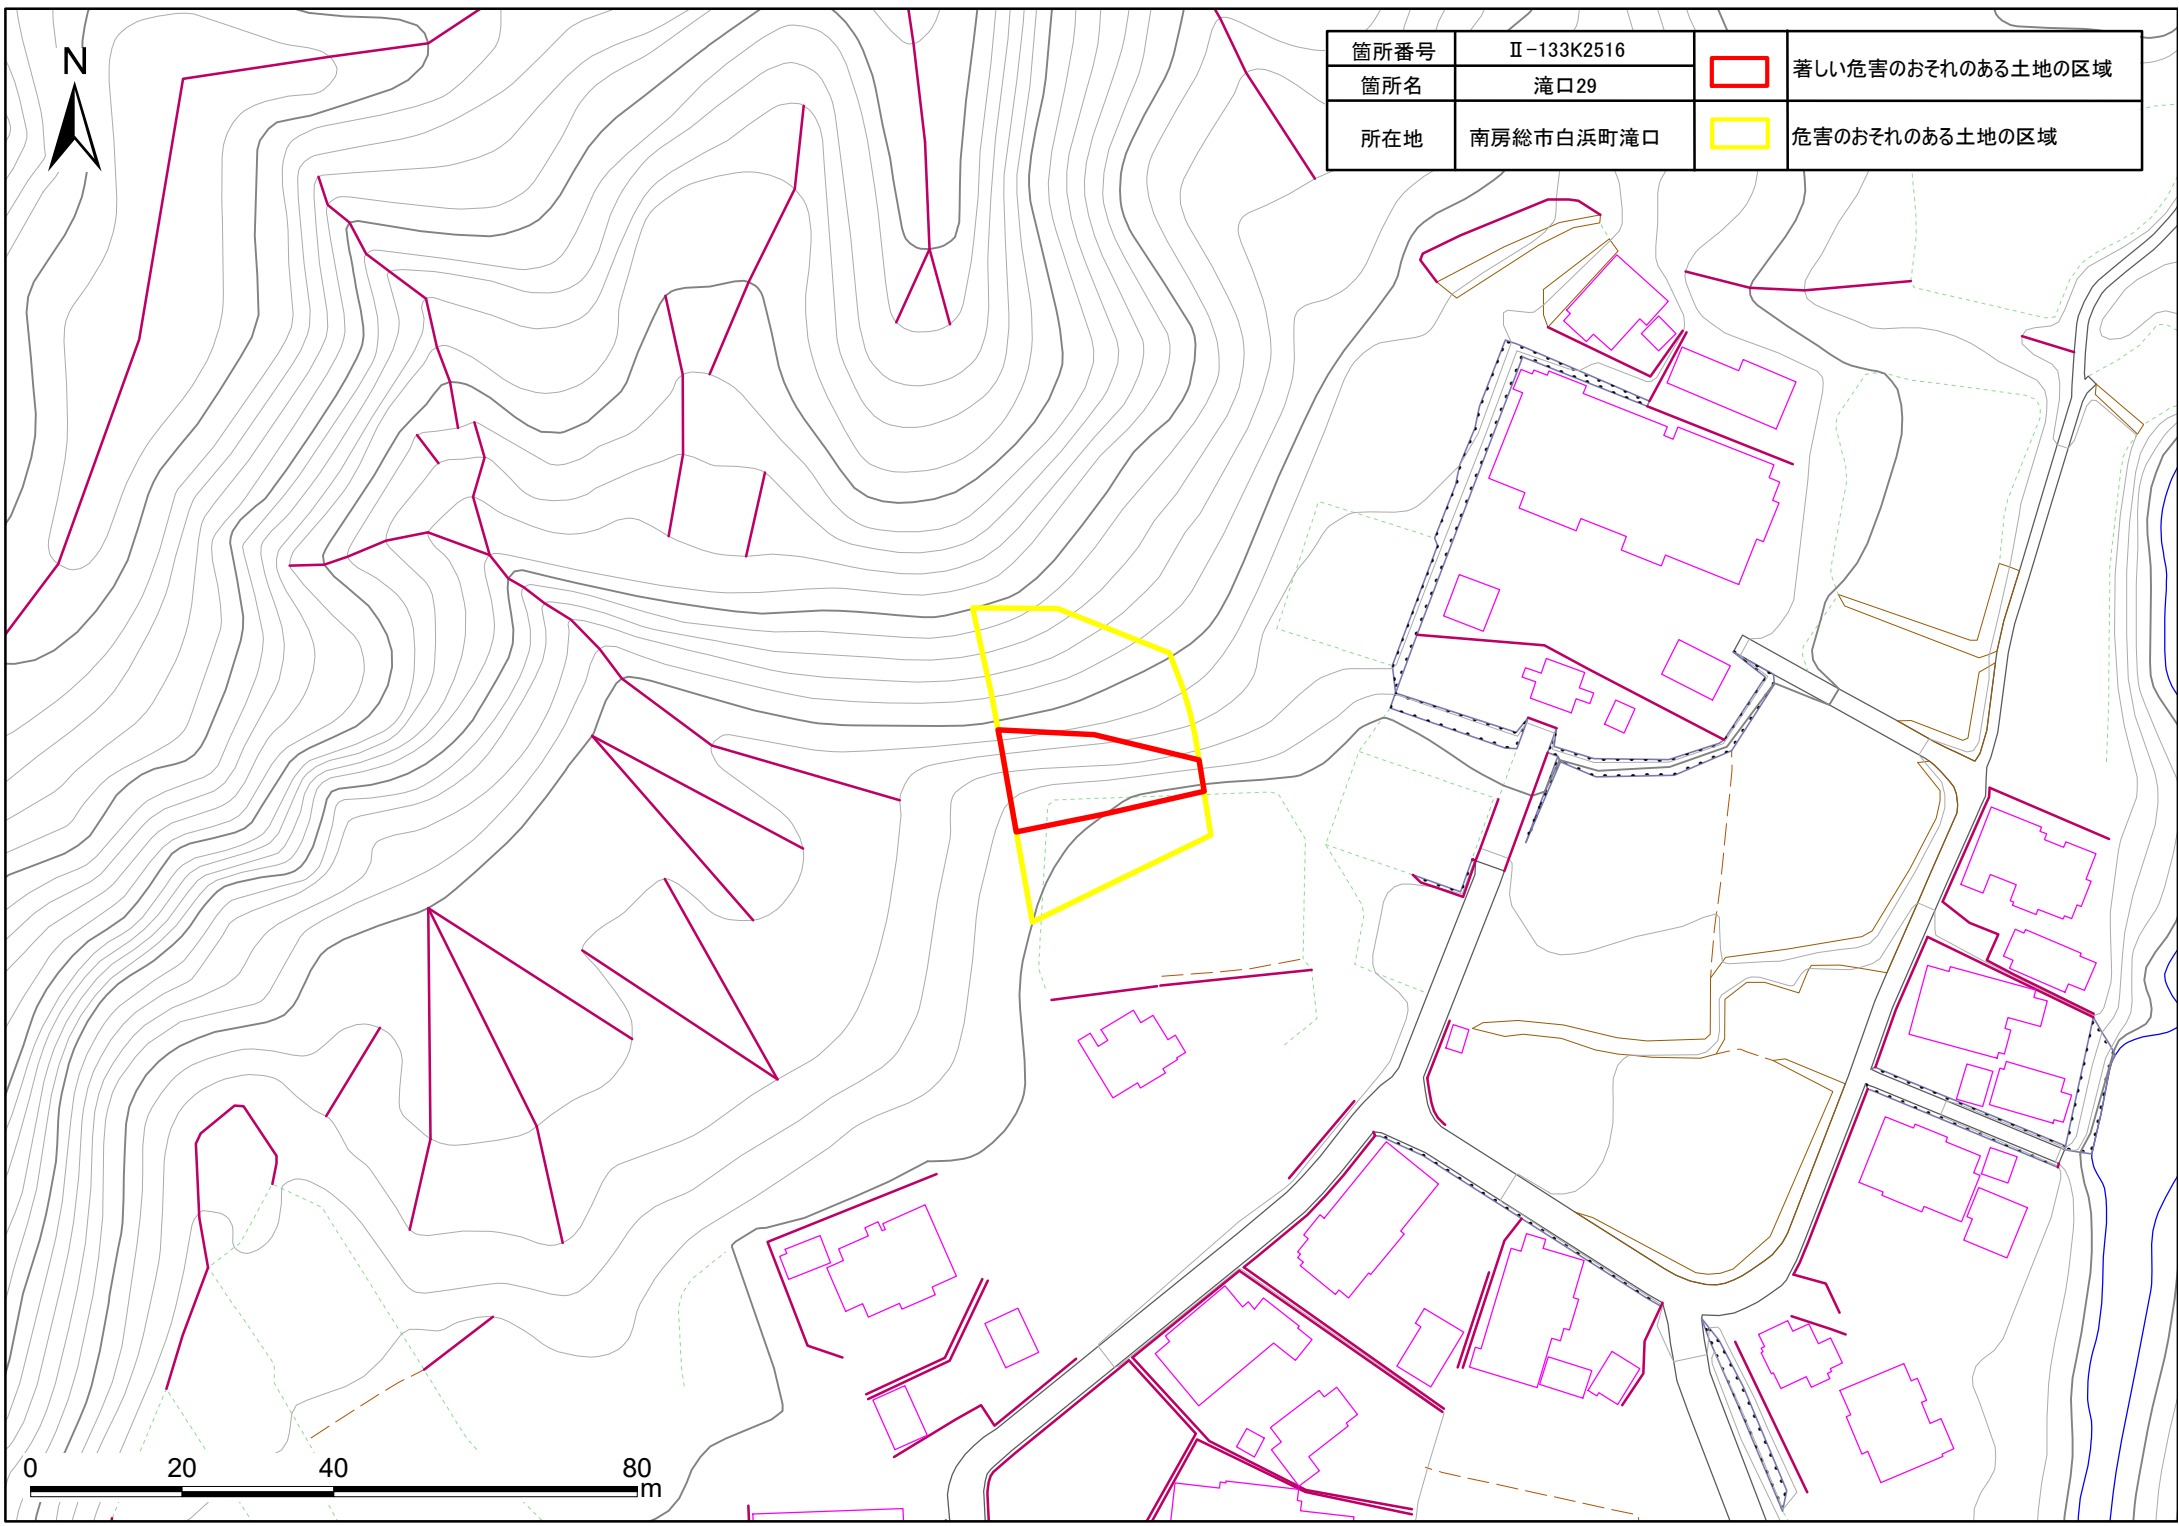 N
箇所番号 Ⅱ-133K2516 著しい危害のおそれのある土地の区域
箇所名 滝口29
所在地 南房総市白浜町滝口 危害のおそれのある土地の区域
0 20 40 80
m